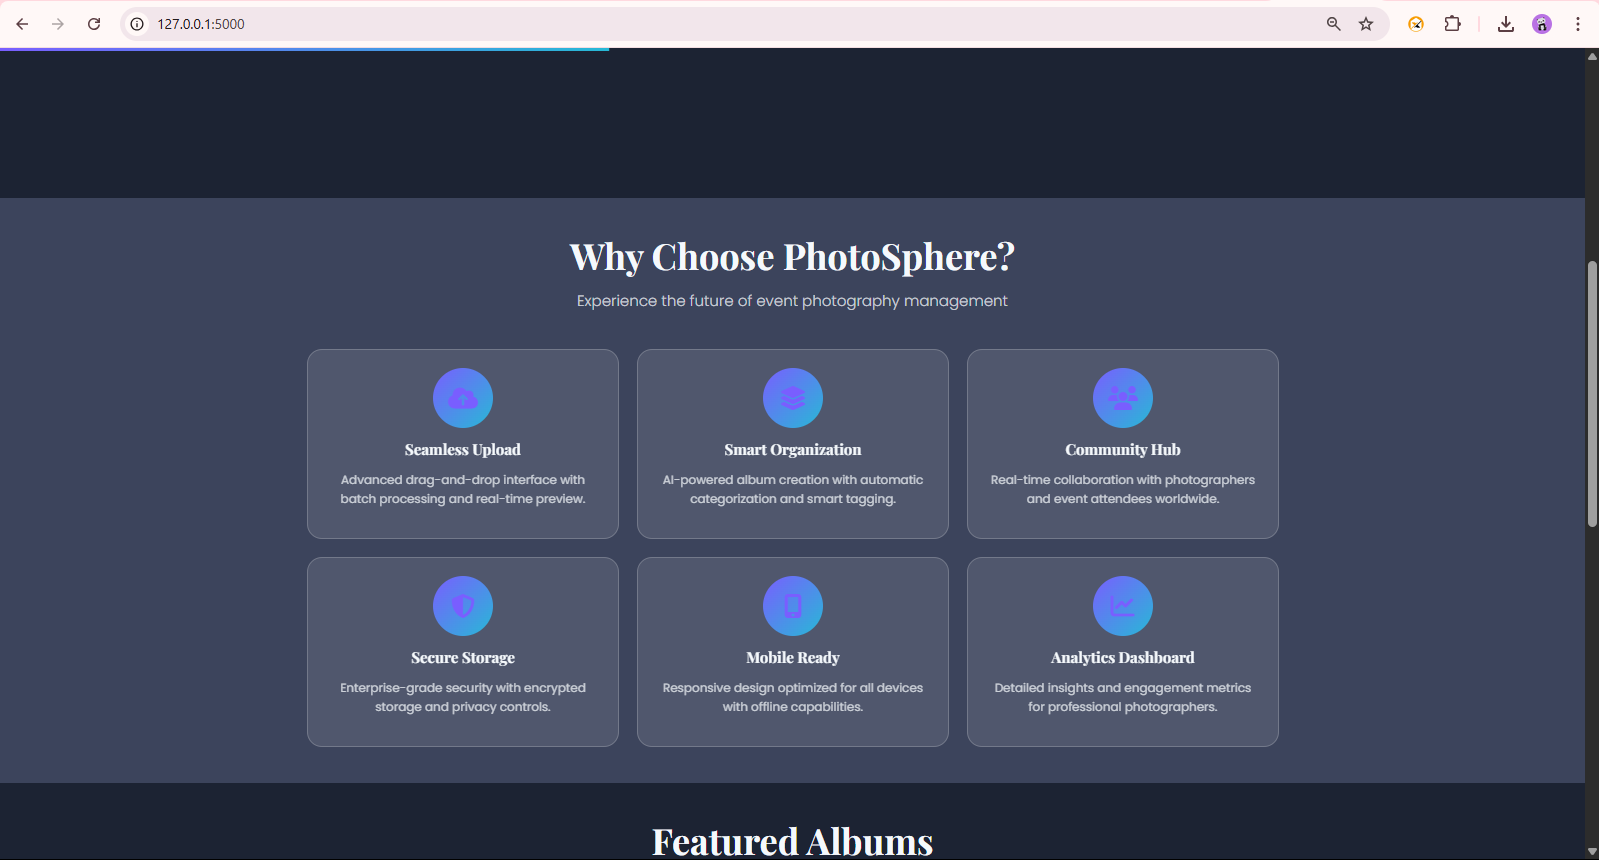 127.0.0.1:5000
Why Choose PhotoSphere?
Experience the future of event photography management
Seamless Upload
Advanced drag-and-drop interface with
batch processing and real-time preview.
Smart Organization
AI-powered album creation with automatic
categorization and smart tagging.
Community Hub
Real-time collaboration with photographers
and event attendees worldwide.
Secure Storage
Enterprise-grade security with encrypted
storage and privacy controls.
Mobile Ready
Responsive design optimized for all devices
with offline capabilities.
Analytics Dashboard
Detailed insights and engagement metrics
for professional photographers.
Featured Albums